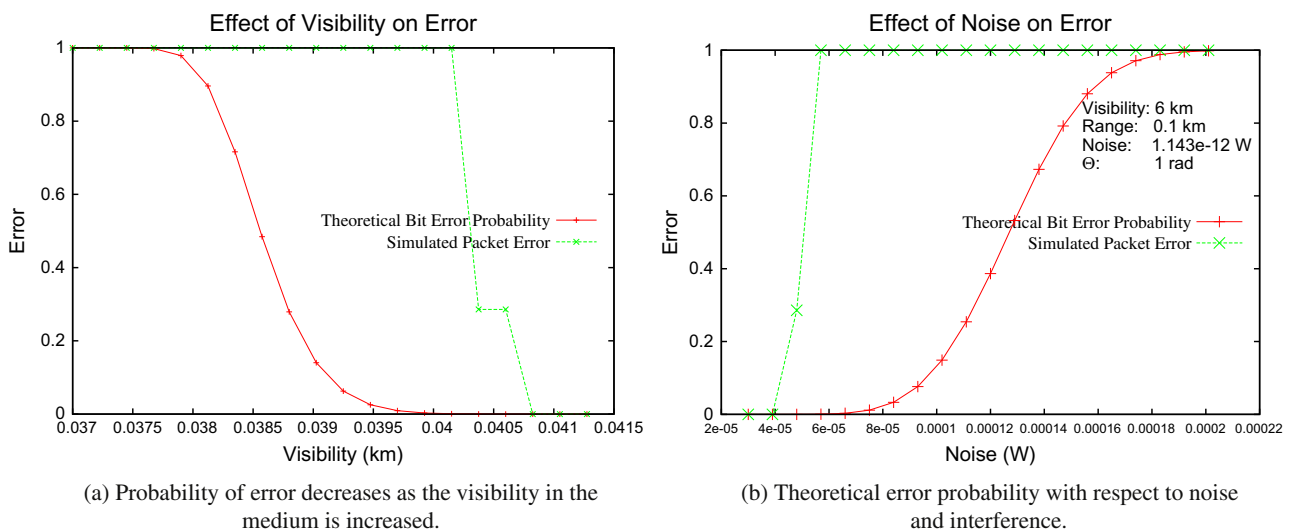 Effect of Visibility on Error
1
0.8
0.6
0.4
0.2
0
Error
0.037 0.0375 0.038 0.0385 0.039 0.0395 0.04 0.0405 0.041 0.0415
Visibility (km)
Theoretical Bit Error Probability
Simulated Packet Error
(a) Probability of error decreases as the visibility in the
medium is increased.
Effect of Noise on Error
1
0.8
0.6
0.4
0.2
0
Error
2e-05 4e-05 6e-05 8e-05 0.0001 0.00012 0.00014 0.00016 0.00018 0.0002 0.00022
Noise (W)
Visibility: 6 km
Range: 0.1 km
Noise: 1.143e-12 W
Θ: 1 rad
Theoretical Bit Error Probability
Simulated Packet Error
(b) Theoretical error probability with respect to noise
and interference.